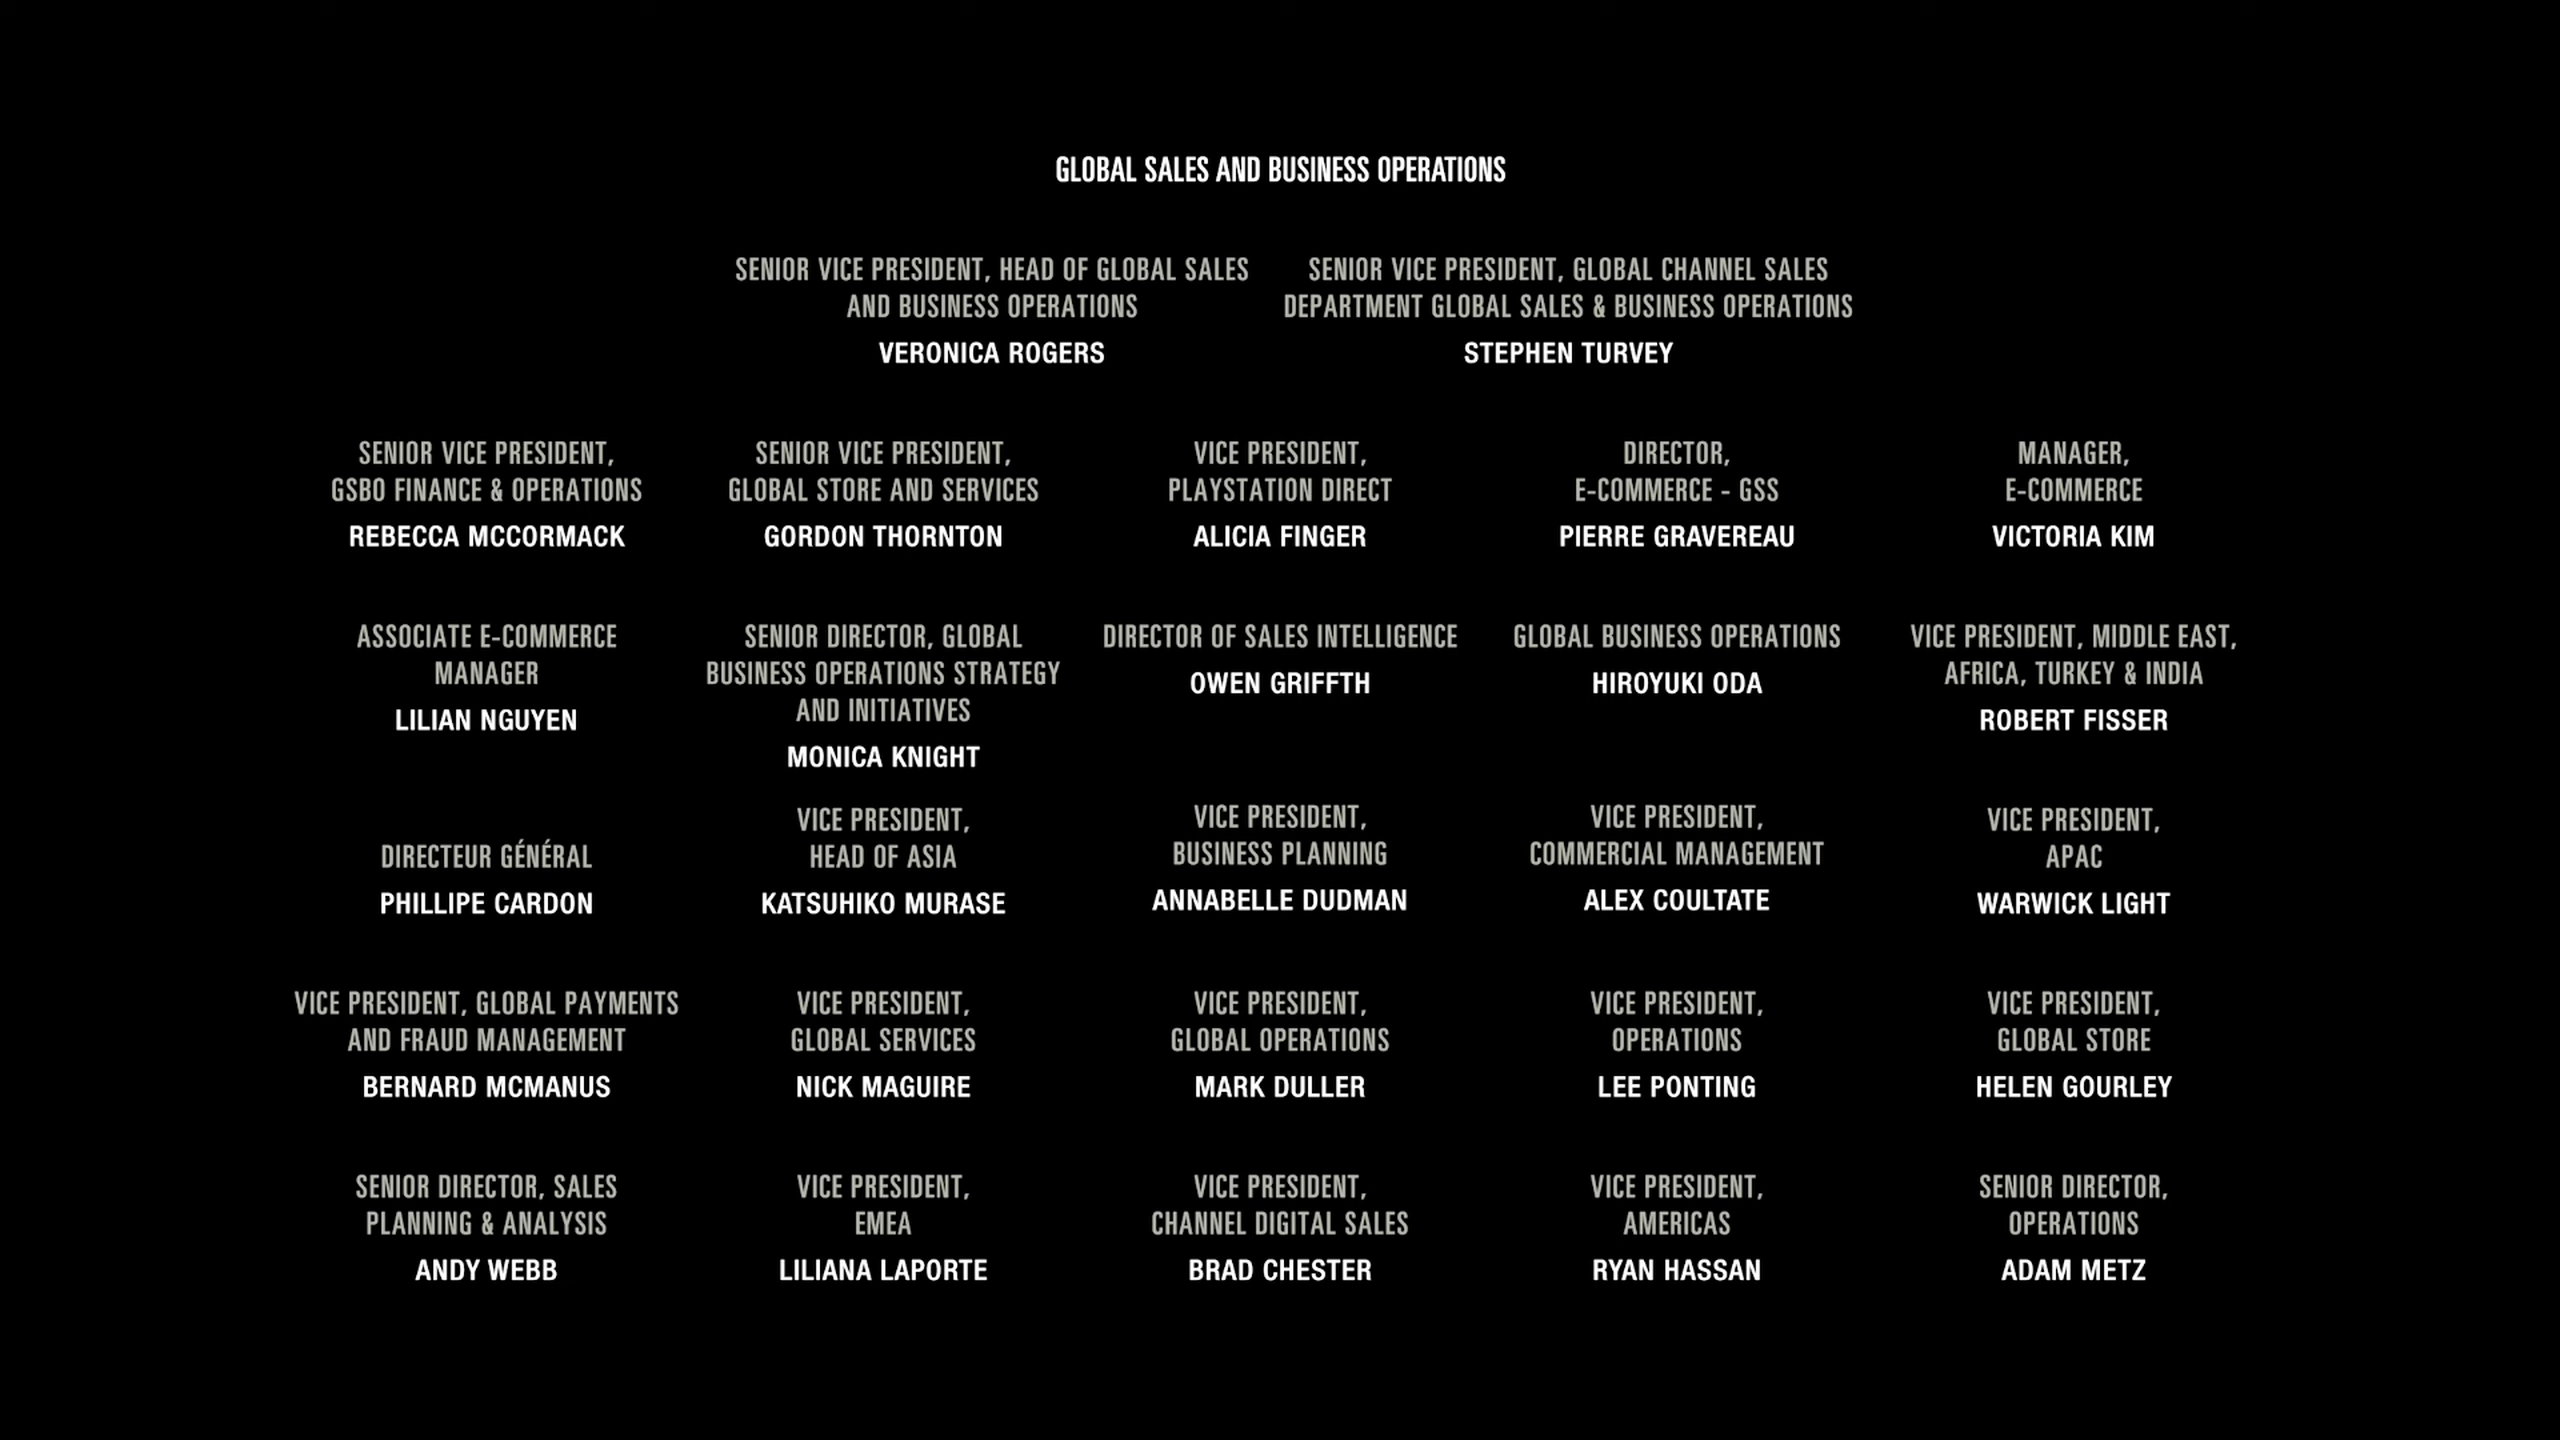 GLOBAL SALES AND BUSINESS OPERATIONS
SENIOR VICE PRESIDENT, HEAD OF GLOBAL SALES
AND BUSINESS OPERATIONS
VERONICA ROGERS
SENIOR VICE PRESIDENT, GLOBAL CHANNEL SALES
DEPARTMENT GLOBAL SALES & BUSINESS OPERATIONS
STEPHEN TURVEY
SENIOR VICE PRESIDENT,
GSBO FINANCE & OPERATIONS
REBECCA MCCORMACK
SENIOR VICE PRESIDENT,
GLOBAL STORE AND SERVICES
GORDON THORNTON
VICE PRESIDENT,
PLAYSTATION DIRECT
ALICIA FINGER
DIRECTOR,
E-COMMERCE - GSS
PIERRE GRAVEREAU
MANAGER,
E-COMMERCE
VICTORIA KIM
ASSOCIATE E-COMMERCE
MANAGER
LILIAN NGUYEN
SENIOR DIRECTOR, GLOBAL
BUSINESS OPERATIONS STRATEGY
AND INITIATIVES
MONICA KNIGHT
DIRECTOR OF SALES INTELLIGENCE
OWEN GRIFFTH
GLOBAL BUSINESS OPERATIONS
HIROYUKI ODA
VICE PRESIDENT, MIDDLE EAST,
AFRICA, TURKEY & INDIA
ROBERT FISSER
DIRECTEUR GÉNÉRAL
PHILLIPE CARDON
VICE PRESIDENT,
HEAD OF ASIA
KATSUHIKO MURASE
VICE PRESIDENT,
BUSINESS PLANNING
ANNABELLE DUDMAN
VICE PRESIDENT,
COMMERCIAL MANAGEMENT
ALEX COULTATE
VICE PRESIDENT,
APAC
WARWICK LIGHT
VICE PRESIDENT, GLOBAL PAYMENTS
AND FRAUD MANAGEMENT
BERNARD MCMANUS
VICE PRESIDENT,
GLOBAL SERVICES
NICK MAGUIRE
VICE PRESIDENT,
GLOBAL OPERATIONS
MARK DULLER
VICE PRESIDENT,
OPERATIONS
LEE PONTING
VICE PRESIDENT,
GLOBAL STORE
HELEN GOURLEY
SENIOR DIRECTOR, SALES
PLANNING & ANALYSIS
ANDY WEBB
VICE PRESIDENT,
EMEA
LILIANA LAPORTE
VICE PRESIDENT,
CHANNEL DIGITAL SALES
BRAD CHESTER
VICE PRESIDENT,
AMERICAS
RYAN HASSAN
SENIOR DIRECTOR,
OPERATIONS
ADAM METZ